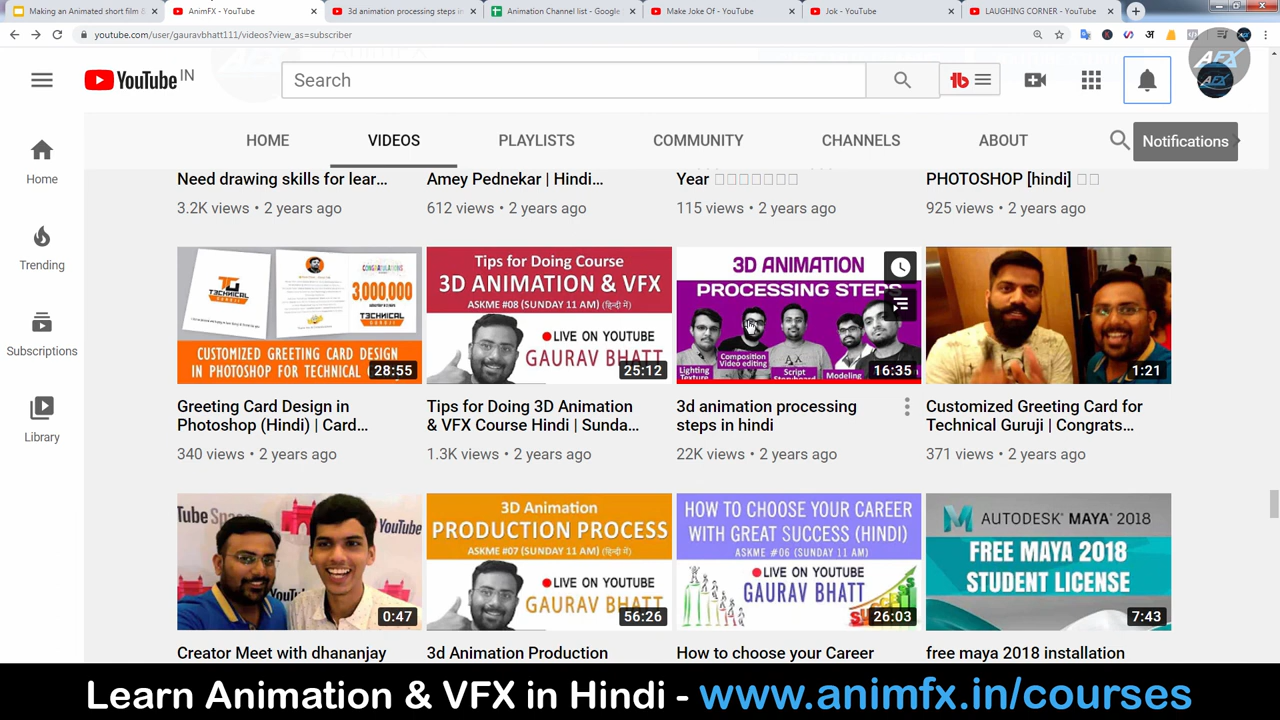 Making an Animated short film &
AnimFX - YouTube
3d animation processing steps in
Animation Channel list - Google
Make Joke Of - YouTube
Jok - YouTube
LAUGHING CORNER - YouTube
youtube.com/user/gauravbhatt111/videos?view_as=subscriber
YouTube IN
Search
AFX
HOME
VIDEOS
PLAYLISTS
COMMUNITY
CHANNELS
ABOUT
Notifications
Home
Trending
Subscriptions
Library
Need drawing skills for lear...
3.2K views • 2 years ago
Amey Pednekar | Hindi...
612 views • 2 years ago
Year
115 views • 2 years ago
PHOTOSHOP [hindi]
925 views • 2 years ago
CONGRATULATIONS
3,000,000
TECHNICAL
CUSTOMIZED GREETING CARD DESIGN
IN PHOTOSHOP FOR TECHNICAL
28:55
Greeting Card Design in
Photoshop (Hindi) | Card...
340 views • 2 years ago
Tips for Doing Course
3D ANIMATION & VFX
ASKME #08 (SUNDAY 11 AM) (हिन्दी में)
LIVE ON YOUTUBE
GAURAV BHATT
25:12
Tips for Doing 3D Animation
& VFX Course Hindi | Sunda...
1.3K views • 2 years ago
3D ANIMATION
PROCESSING STEPS
Composition
Video editing
Lighting
Texture
Script
Storyboard
Modeling
16:35
3d animation processing
steps in hindi
22K views • 2 years ago
1:21
Customized Greeting Card for
Technical Guruji | Congrats...
371 views • 2 years ago
Tube Space
YouTube
0:47
Creator Meet with dhananjay
3D Animation
PRODUCTION PROCESS
ASKME #07 (SUNDAY 11 AM) (हिन्दी में)
LIVE ON YOUTUBE
GAURAV BHATT
56:26
3d Animation Production
HOW TO CHOOSE YOUR CAREER
WITH GREAT SUCCESS (HINDI)
ASKME #06 (SUNDAY 11 AM) (हिन्दी में)
LIVE ON YOUTUBE
GAURAV BHATT
26:03
How to choose your Career
AUTODESK® MAYA® 2018
FREE MAYA 2018
STUDENT LICENSE
7:43
free maya 2018 installation
Learn Animation & VFX in Hindi - www.animfx.in/courses